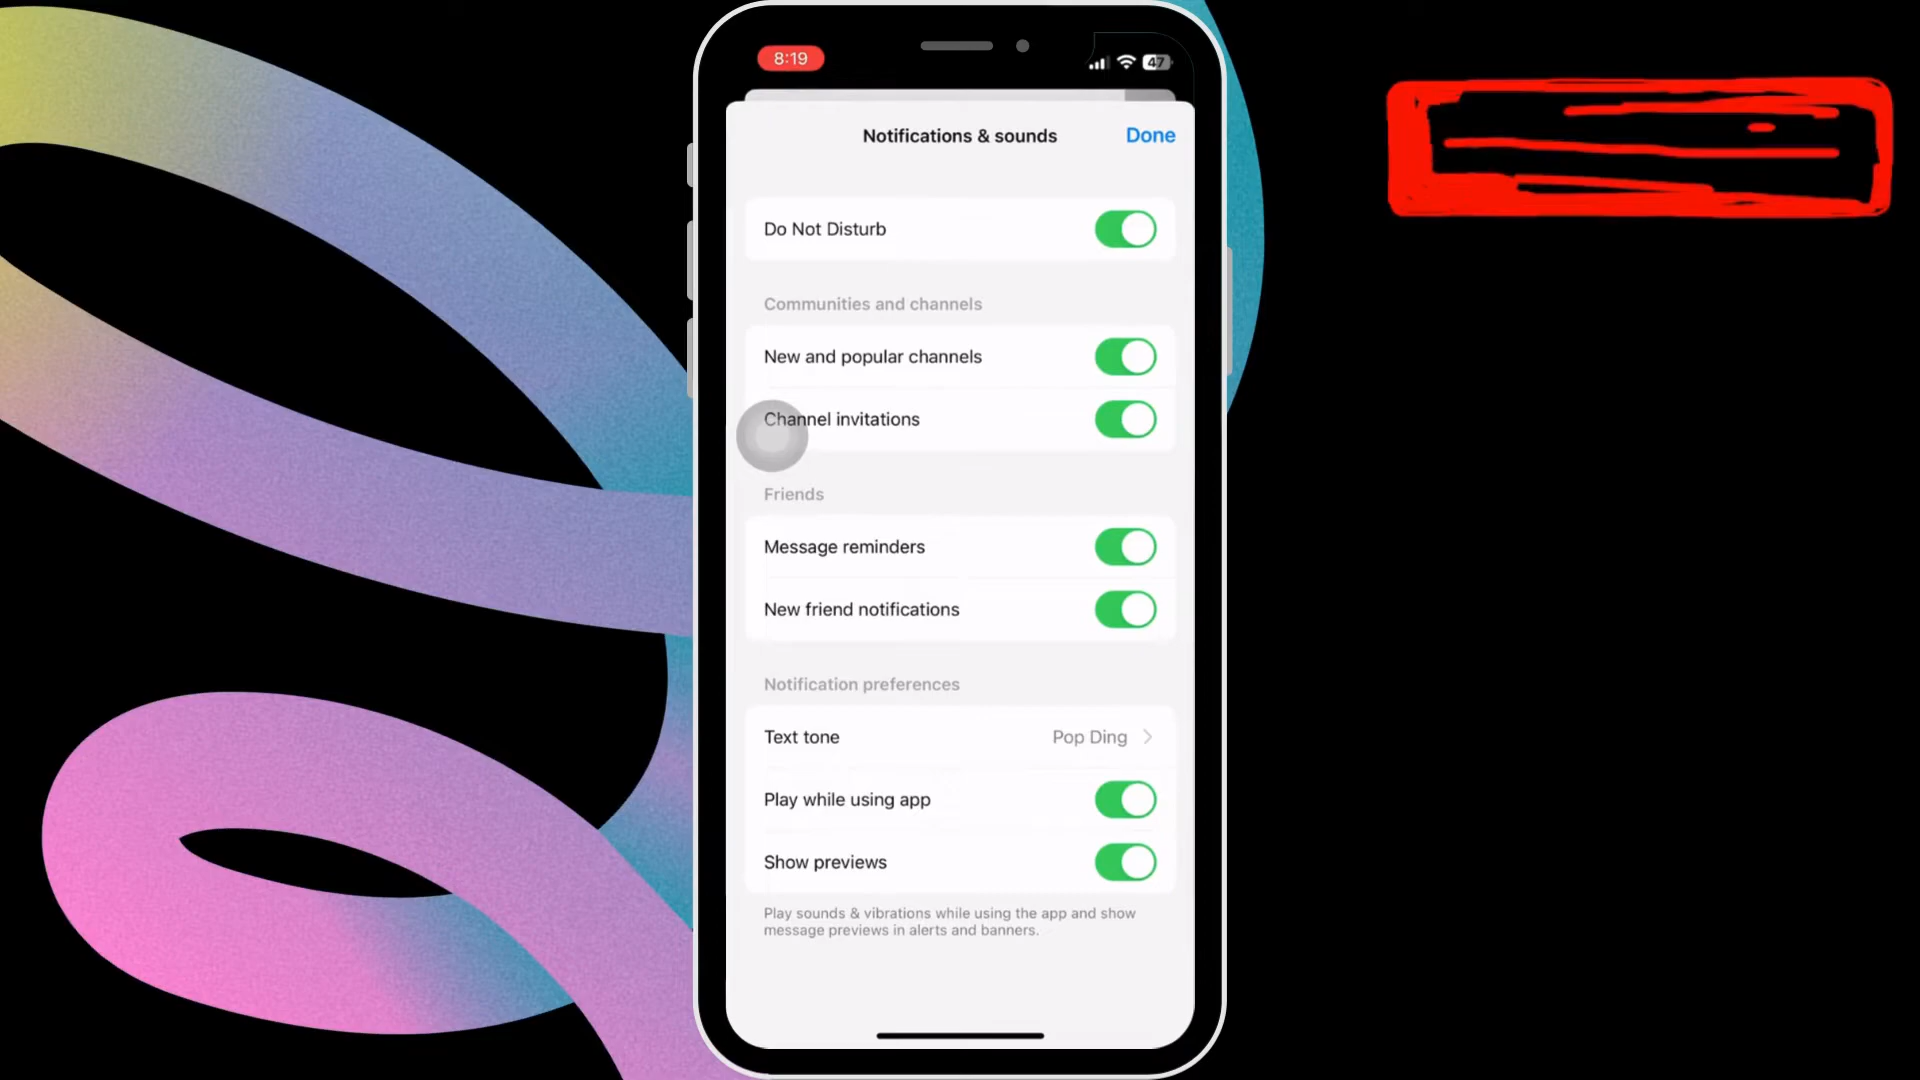 8:19
47
Notifications & sounds
Done
Do Not Disturb
Communities and channels
New and popular channels
Channel invitations
Friends
Message reminders
New friend notifications
Notification preferences
Text tone
Pop Ding
Play while using app
Show previews
Play sounds & vibrations while using the app and show
message previews in alerts and banners.